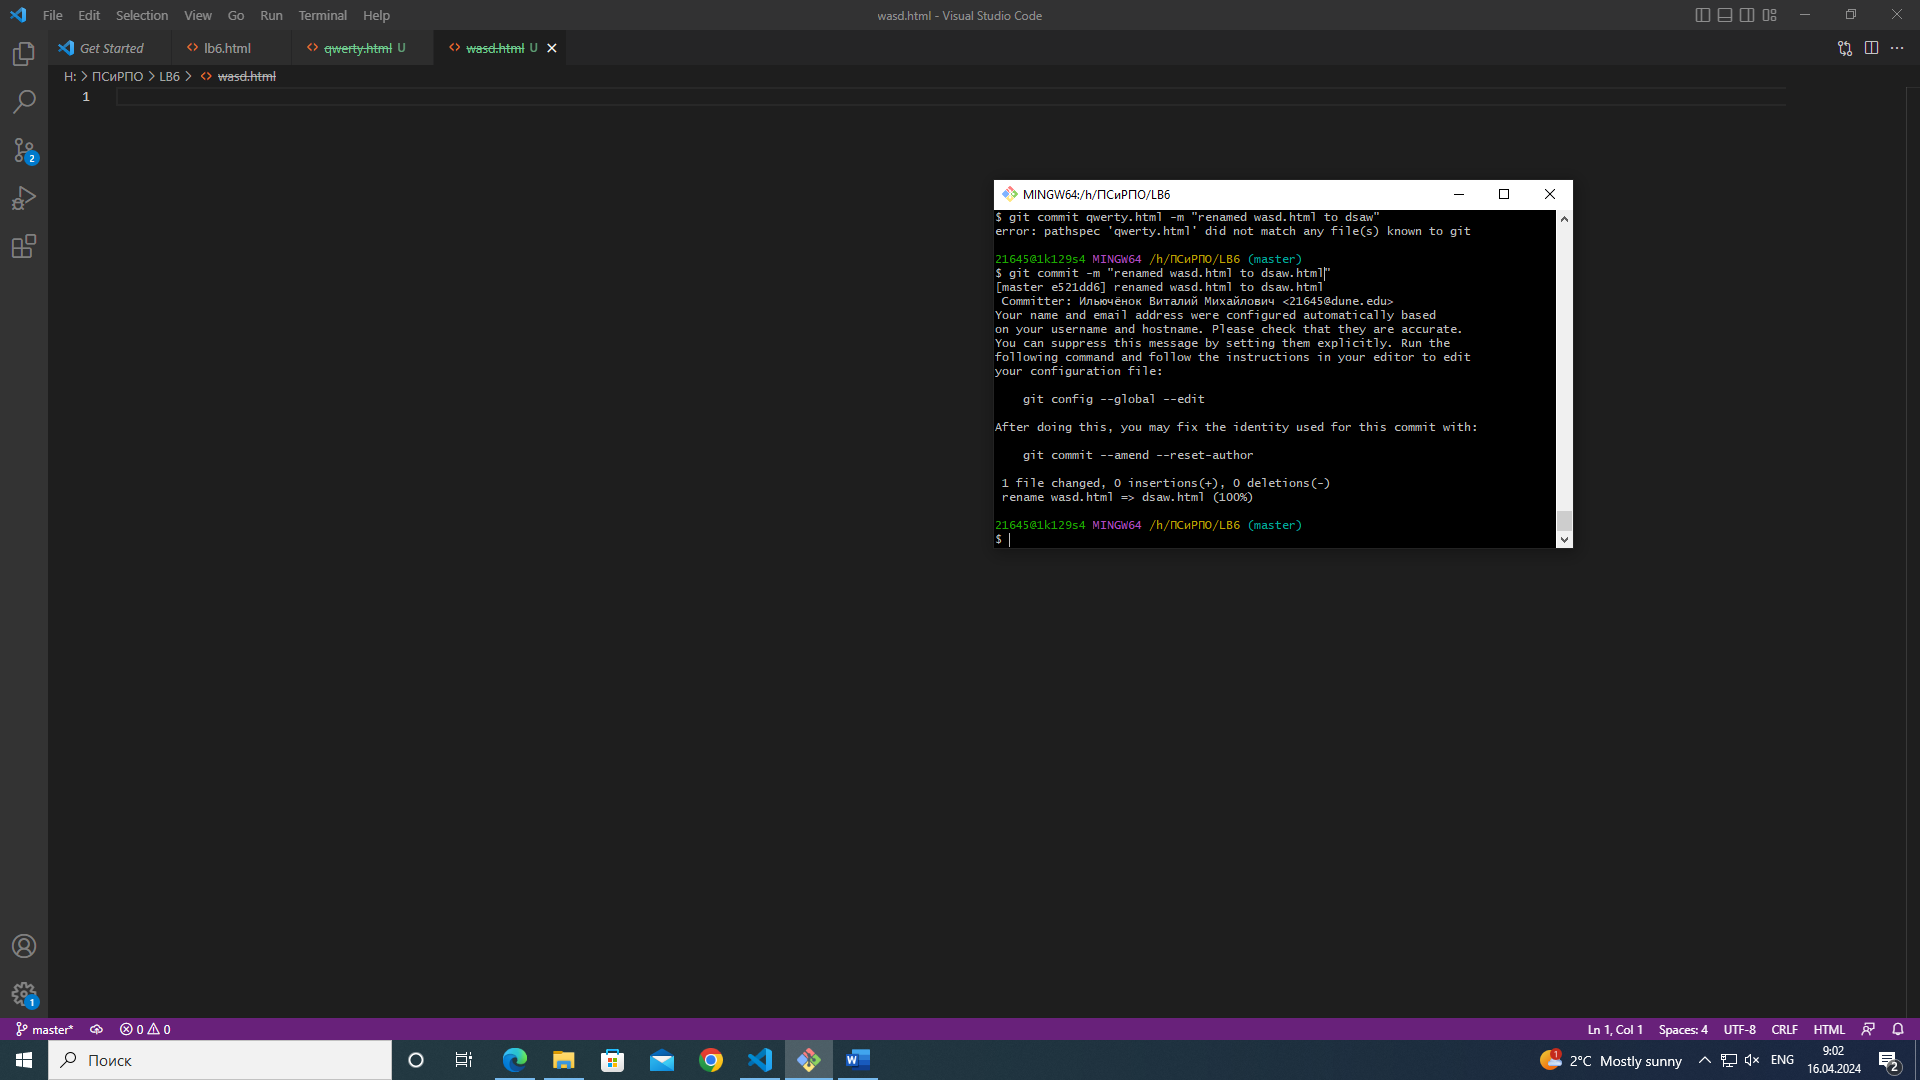 File Edit Selection View Go Run Terminal Help
wasd.html - Visual Studio Code
Get Started
lb6.html
qwerty.html U
wasd.html U
H: > ПСиРПО > LB6 > wasd.html
1
2
MINGW64:/h/ПСиРПО/LB6
$ git commit qwerty.html -m "renamed wasd.html to dsaw"
error: pathspec 'qwerty.html' did not match any file(s) known to git
21645@1k129s4 MINGW64 /h/ПСиРПО/LB6 (master)
$ git commit -m "renamed wasd.html to dsaw.html"
[master e521dd6] renamed wasd.html to dsaw.html
Committer: Ильючёнок Виталий Михайлович <21645@dune.edu>
Your name and email address were configured automatically based
on your username and hostname. Please check that they are accurate.
You can suppress this message by setting them explicitly. Run the
following command and follow the instructions in your editor to edit
your configuration file:
git config --global --edit
After doing this, you may fix the identity used for this commit with:
git commit --amend --reset-author
1 file changed, 0 insertions(+), 0 deletions(-)
rename wasd.html => dsaw.html (100%)
21645@1k129s4 MINGW64 /h/ПСиРПО/LB6 (master)
$
1
master*
0
0
Ln 1, Col 1
Spaces: 4
UTF-8
CRLF
HTML
Поиск
1
2°C Mostly sunny
ENG
9:02
16.04.2024
2